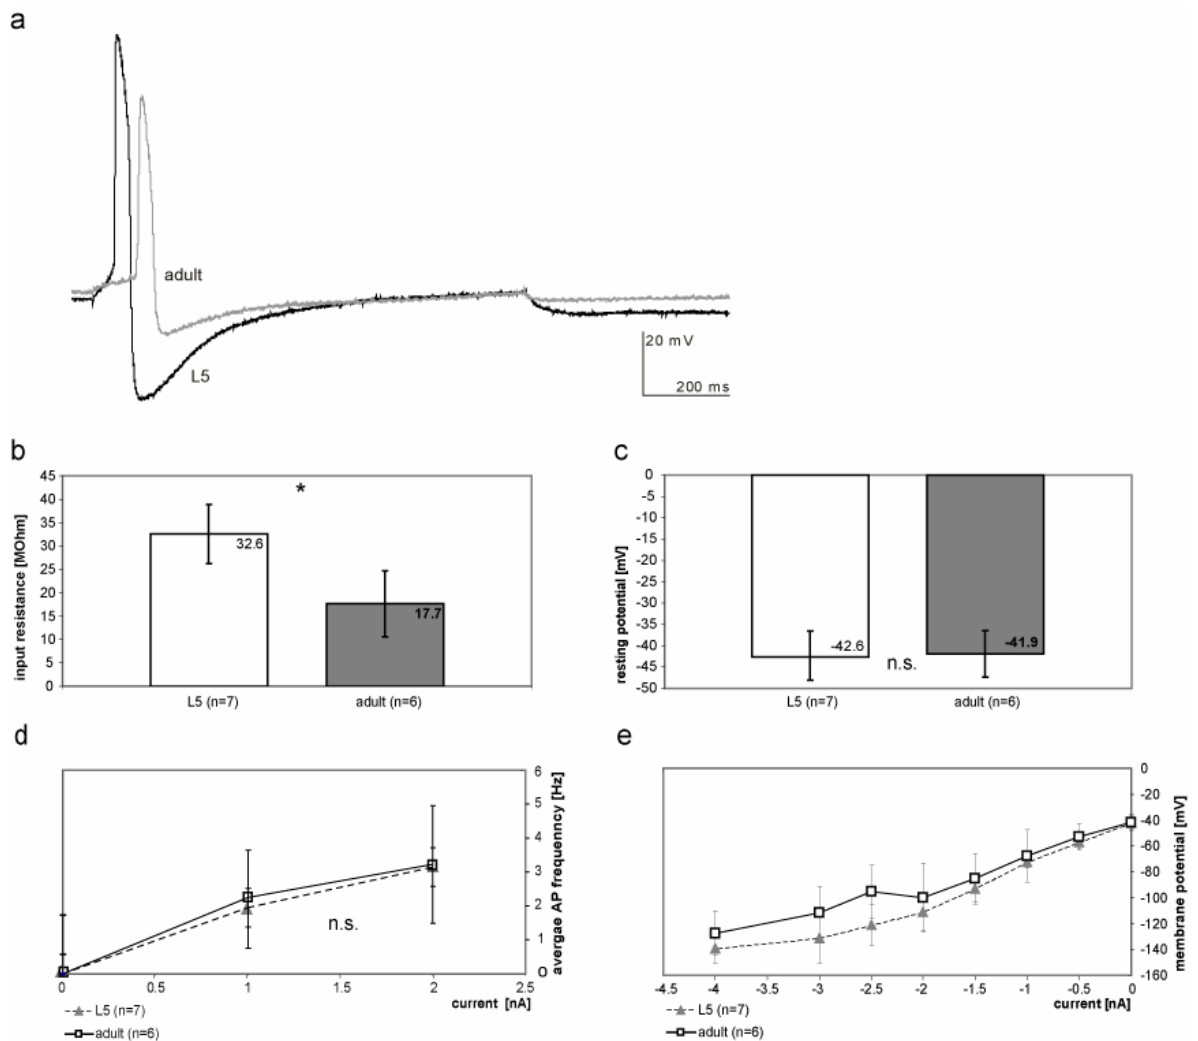 a
adult
L5
20 mV
200 ms
b
45
40
35
30
25
20
15
10
5
0
input resistance [MOhm]
*
32.6
17.7
L5 (n=7)
adult (n=6)
c
0
-5
-10
-15
-20
-25
-30
-35
-40
-45
-50
resting potential [mV]
-42.6
n.s.
-41.9
L5 (n=7)
adult (n=6)
d
6
5
4
3
2
1
0
avergae AP frequenncy [Hz]
n.s.
0
0.5
1
1.5
2
2.5
current [nA]
L5 (n=7)
adult (n=6)
e
0
-20
-40
-60
-80
-100
-120
-140
-160
membrane potential [mV]
-4.5
-4
-3.5
-3
-2.5
-2
-1.5
-1
-0.5
0
current [nA]
L5 (n=7)
adult (n=6)